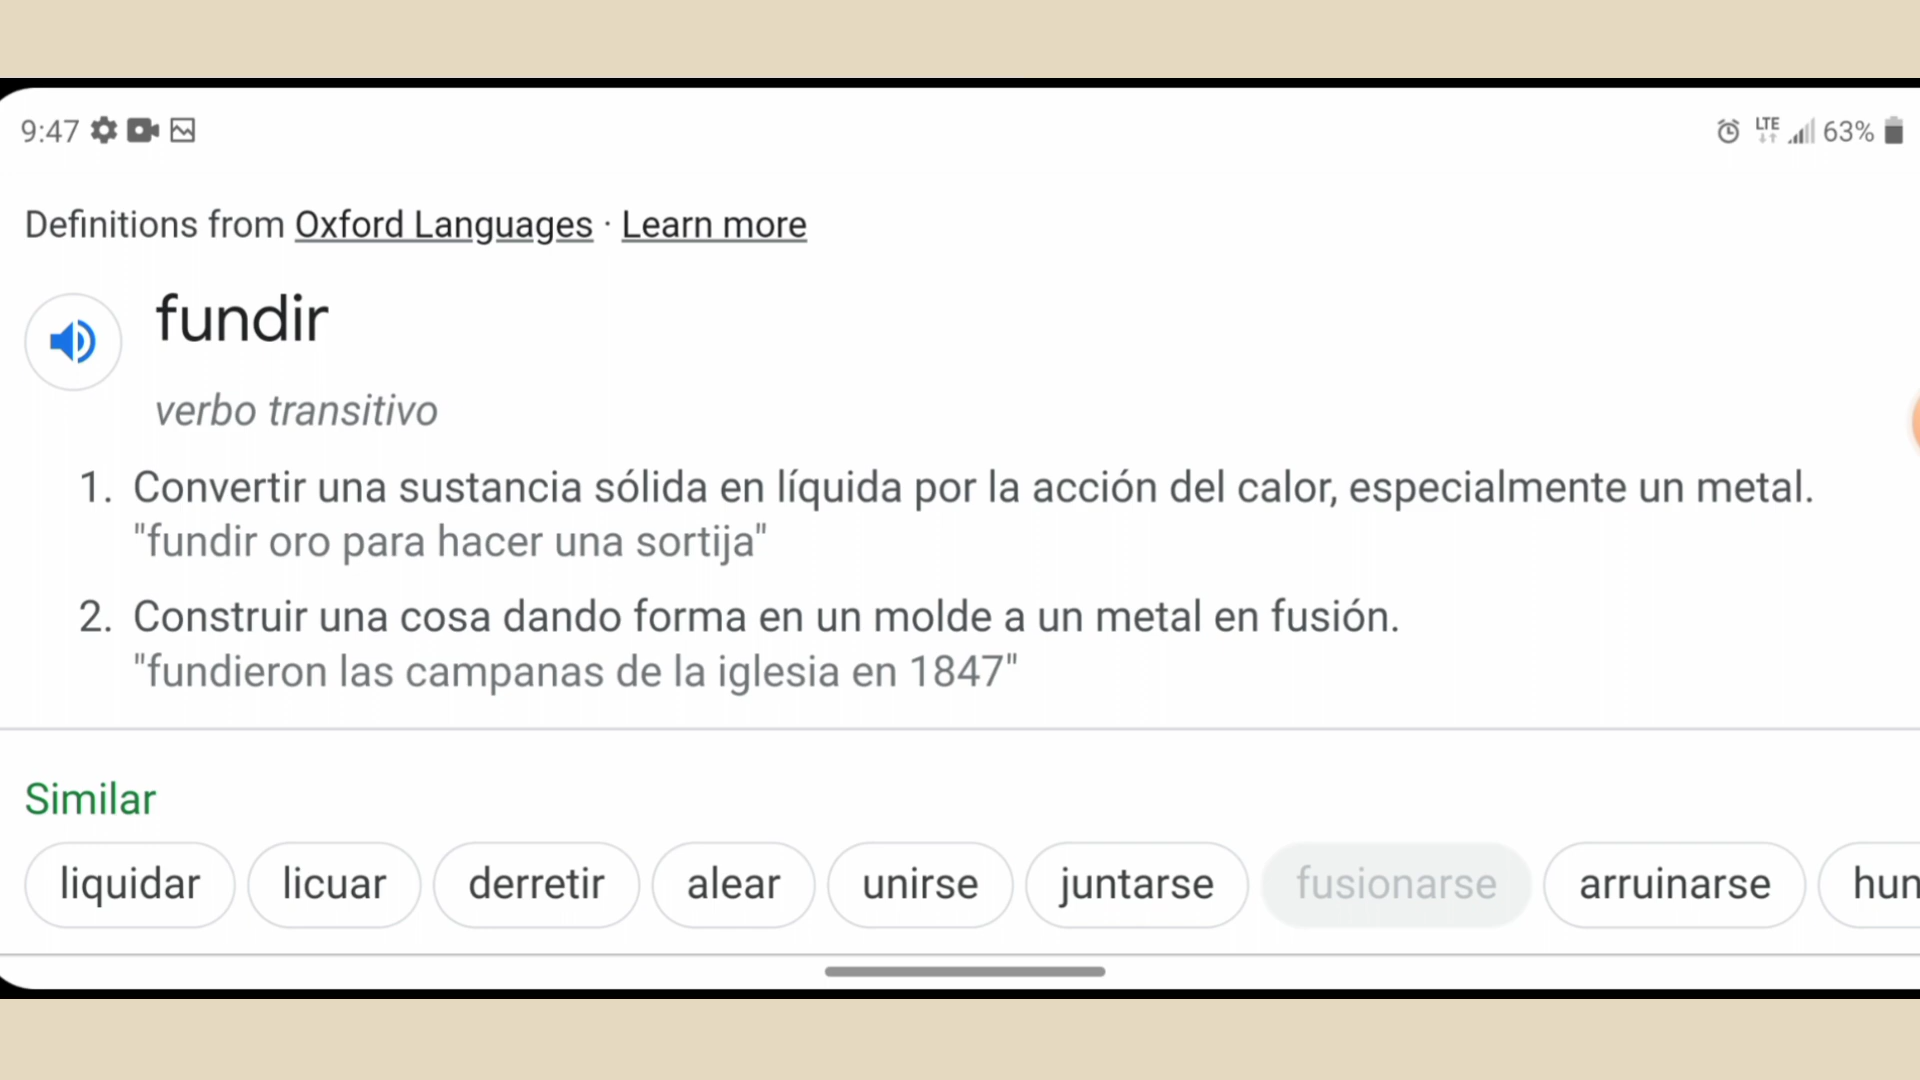 9:47 LTE 63%
Definitions from Oxford Languages · Learn more
fundir
verbo transitivo
1. Convertir una sustancia sólida en líquida por la acción del calor, especialmente un metal.
"fundir oro para hacer una sortija"
2. Construir una cosa dando forma en un molde a un metal en fusión.
"fundieron las campanas de la iglesia en 1847"
Similar
liquidar licuar derretir alear unirse juntarse fusionarse arruinarse hun